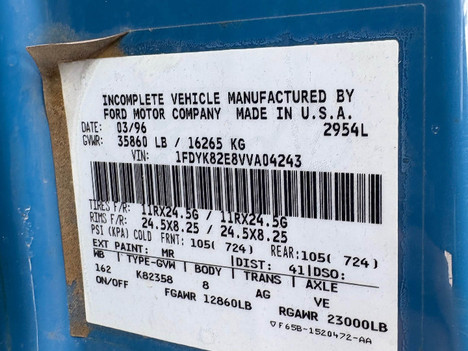 INCOMPLETE VEHICLE MANUFACTURED BY
FORD MOTOR COMPANY MADE IN U.S.A.
DATE: 03/96 2954L
GVWR: 35860 LB / 16265 KG
VIN: 1FDYK82E8VVA04243
TIRES F/R: 11RX24.5G / 11RX24.5G
RIMS F/R: 24.5X8.25 / 24.5X8.25
PSI (KPA) COLD FRNT: 105( 724) REAR: 105( 724)
EXT PAINT: MR DIST: 41 DSO:
WB TYPE-GVW BODY TRANS AXLE
162 K82358 8 AG VE
ON/OFF FGAWR 12860LB RGAWR 23000LB
▽F65B-1520472-AA